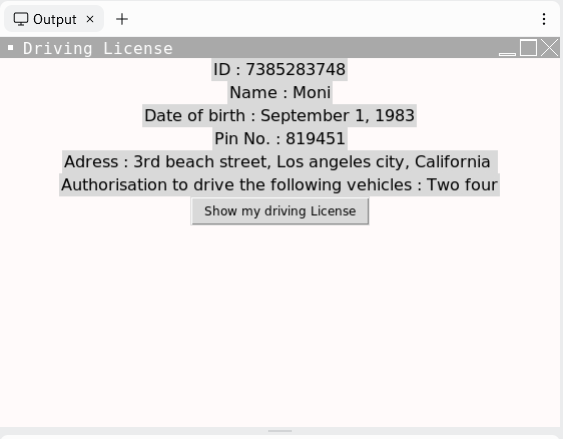 Output
Driving License
ID : 7385283748
Name : Moni
Date of birth : September 1, 1983
Pin No. : 819451
Adress : 3rd beach street, Los angeles city, California
Authorisation to drive the following vehicles : Two four
Show my driving License